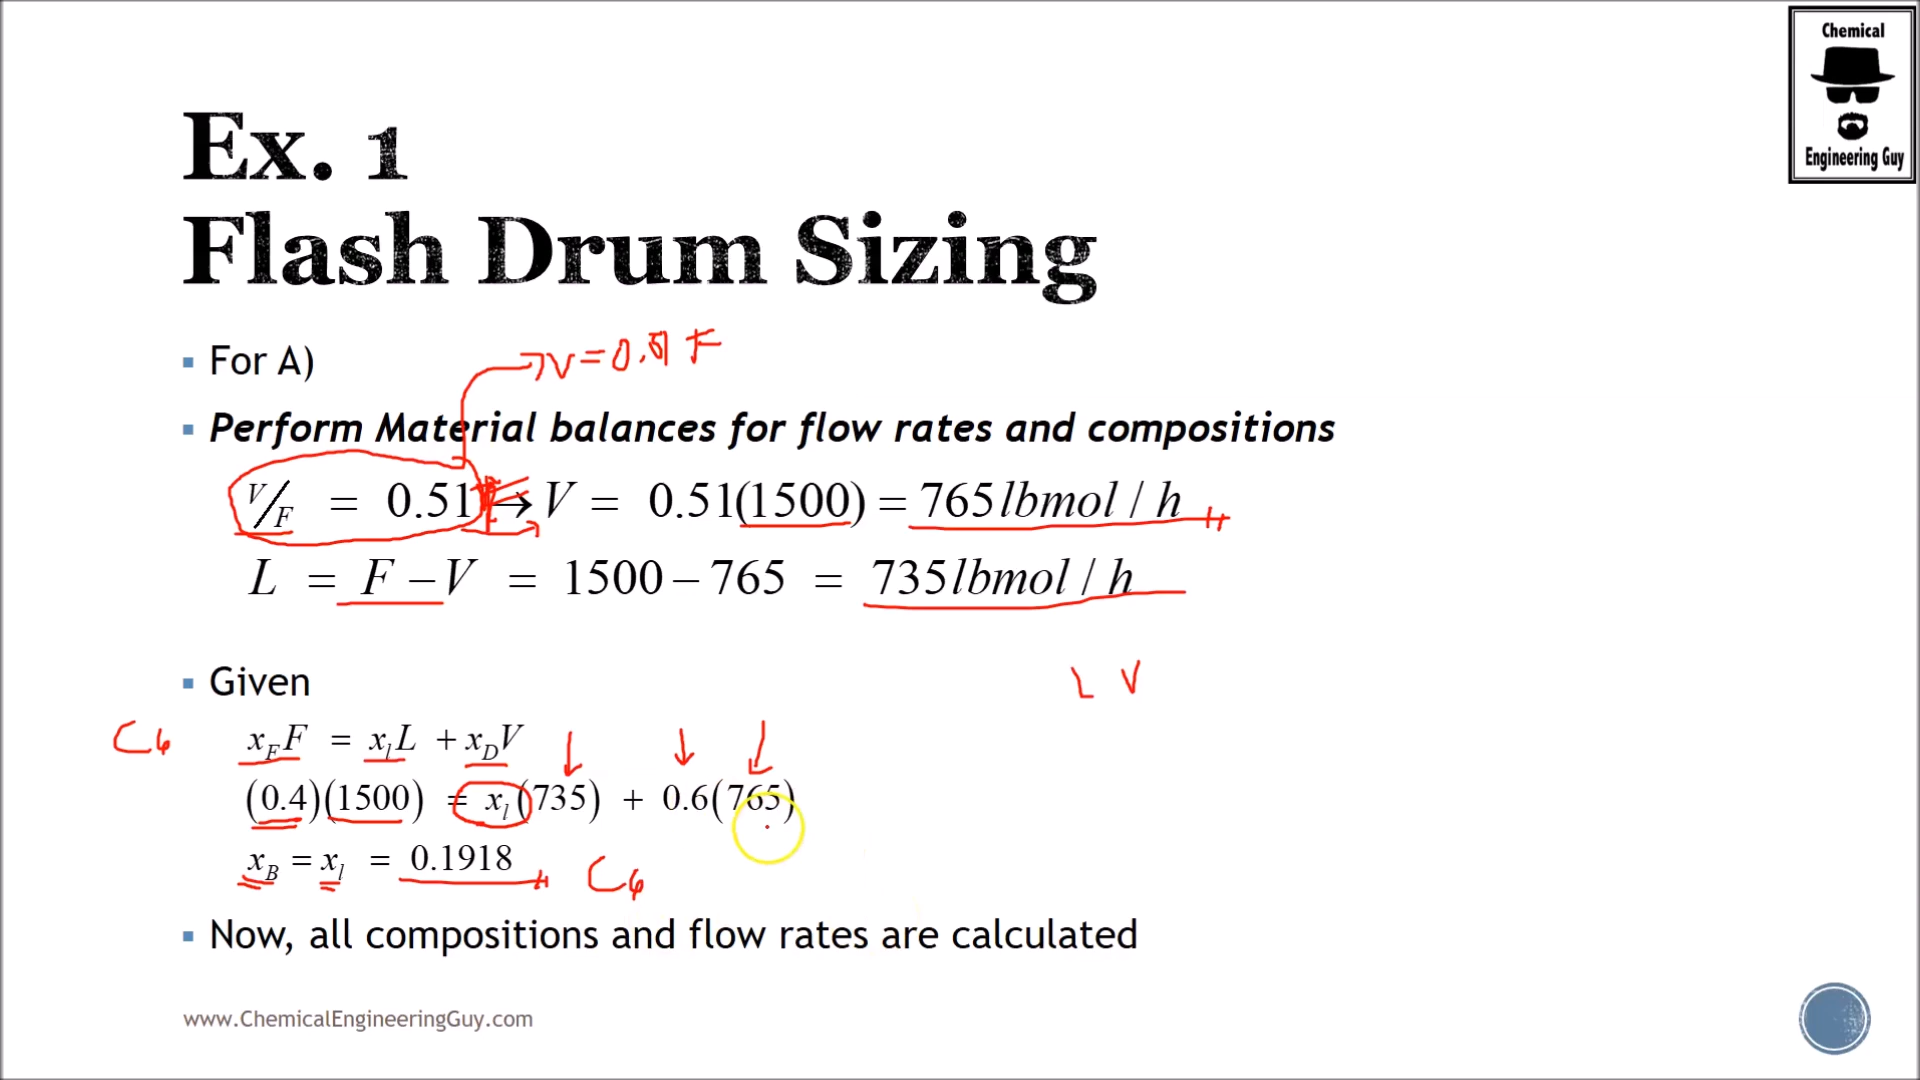 Chemical
Engineering Guy
Ex. 1
Flash Drum Sizing
For A)
V = 0.51 F
Perform Material balances for flow rates and compositions
V/F = 0.51 → V = 0.51(1500) = 765 lbmol / h
L = F – V = 1500 – 765 = 735 lbmol / h
Given
L V
C6
x_F F = x_l L + x_D V
(0.4)(1500) = x_l (735) + 0.6(765)
x_B = x_l = 0.1918
C6
Now, all compositions and flow rates are calculated
www.ChemicalEngineeringGuy.com